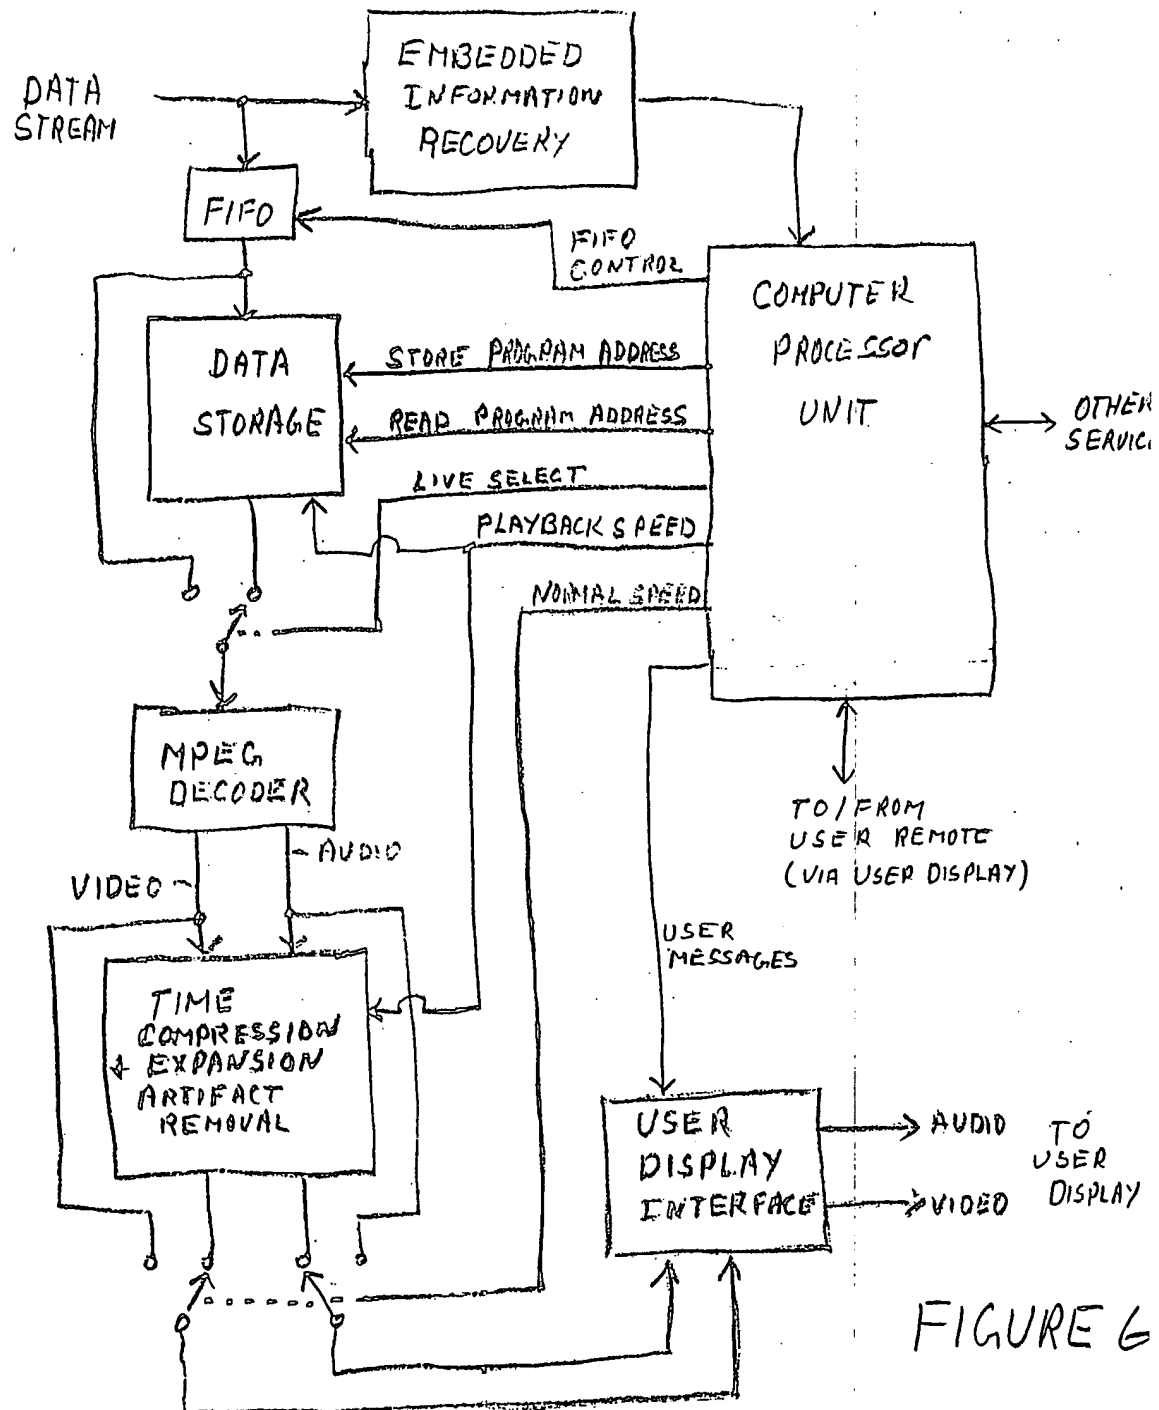 EMBEDDED
INFORMATION
RECOVERY
DATA
STREAM
FIFO
FIFO
CONTROL
COMPUTER
PROCESSOR
UNIT
DATA
STORAGE
STORE PROGRAM ADDRESS
READ PROGRAM ADDRESS
LIVE SELECT
PLAYBACK SPEED
NORMAL SPEED
OTHER
SERVIC
MPEG
DECODER
AUDIO
VIDEO
TO/FROM
USER REMOTE
(VIA USER DISPLAY)
USER
MESSAGES
TIME
COMPRESSION
+ EXPANSION
ARTIFACT
REMOVAL
USER
DISPLAY
INTERFACE
AUDIO
VIDEO
TO
USER
DISPLAY
FIGURE 6